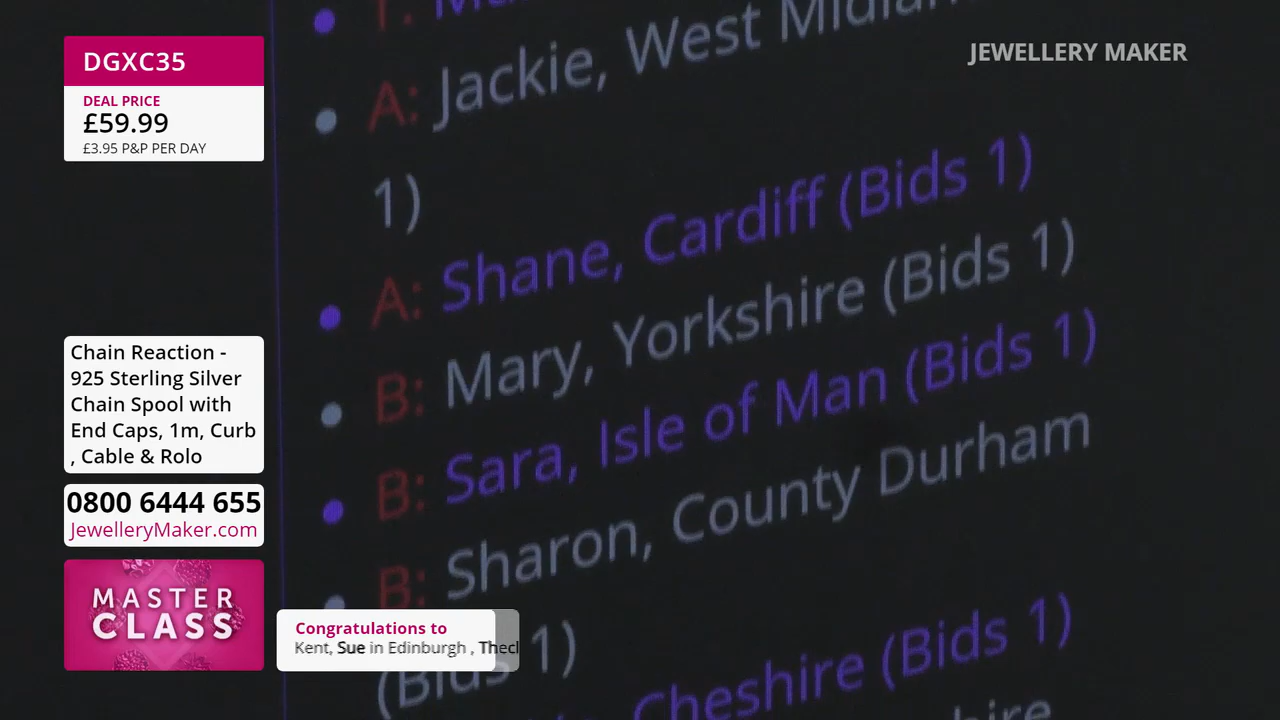 DGXC35
DEAL PRICE
£59.99
£3.95 P&P PER DAY
JEWELLERY MAKER
A: Jackie, West
1)
A: Shane, Cardiff (Bids 1)
B: Mary, Yorkshire (Bids 1)
B: Sara, Isle of Man (Bids 1)
B: Sharon, County Durham
(Bids 1)
Cheshire (Bids 1)
Chain Reaction -
925 Sterling Silver
Chain Spool with
End Caps, 1m, Curb
, Cable & Rolo
0800 6444 655
JewelleryMaker.com
MASTER
CLASS
Congratulations to
Kent, Sue in Edinburgh , Thecl